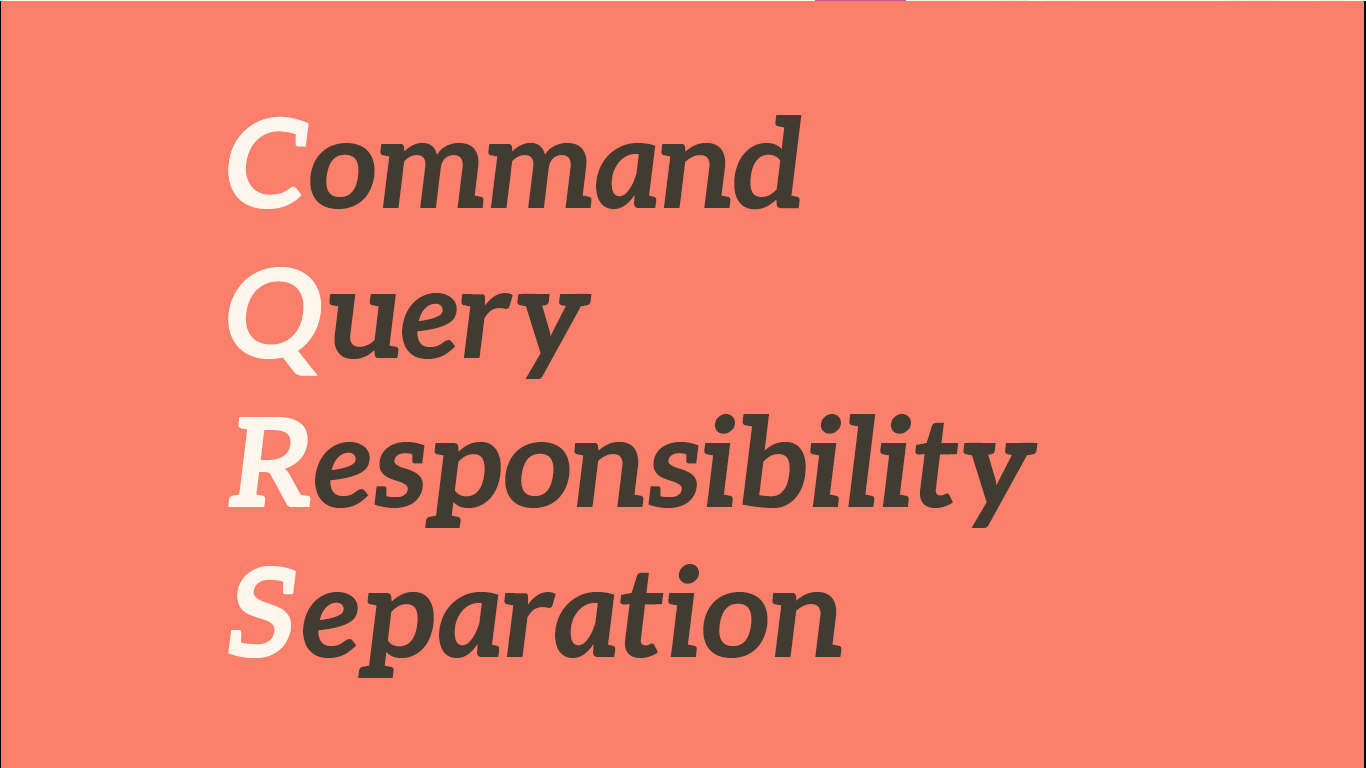 Command
Query
Responsibility
Separation